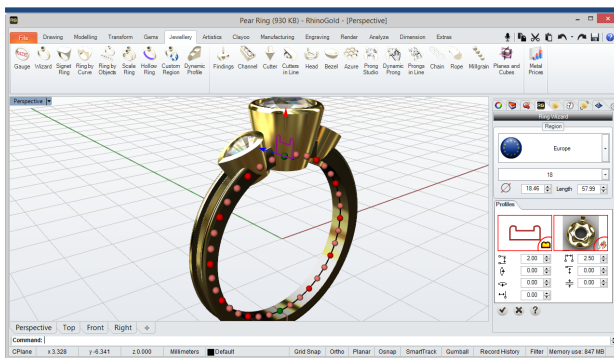 Pear Ring (930 KB) - RhinoGold - [Perspective]
File Drawing Modelling Transform Gems Jewellery Artistics Clayoo Manufacturing Engraving Render Analyze Dimension Extras
Gauge Wizard Signet Ring Ring by Curve Ring by Objects Scale Ring Hollow Ring Custom Region Dynamic Profile Findings Channel Cutter Cutters in Line Head Bezel Azure Prong Studio Dynamic Prong Prongs in Line Chain Rope Millgrain Planes and Cubes Metal Prices
Perspective
Ring Wizard
Region
Europe
18
18.46 Length 57.99
Profiles
2.00 2.50
0.00 0.00
0.00 0.00
0.00
Perspective Top Front Right
Command:
CPlane x 3.328 y -6.341 z 0.000 Millimeters Default Grid Snap Ortho Planar Osnap SmartTrack Gumball Record History Filter Memory use: 847 MB